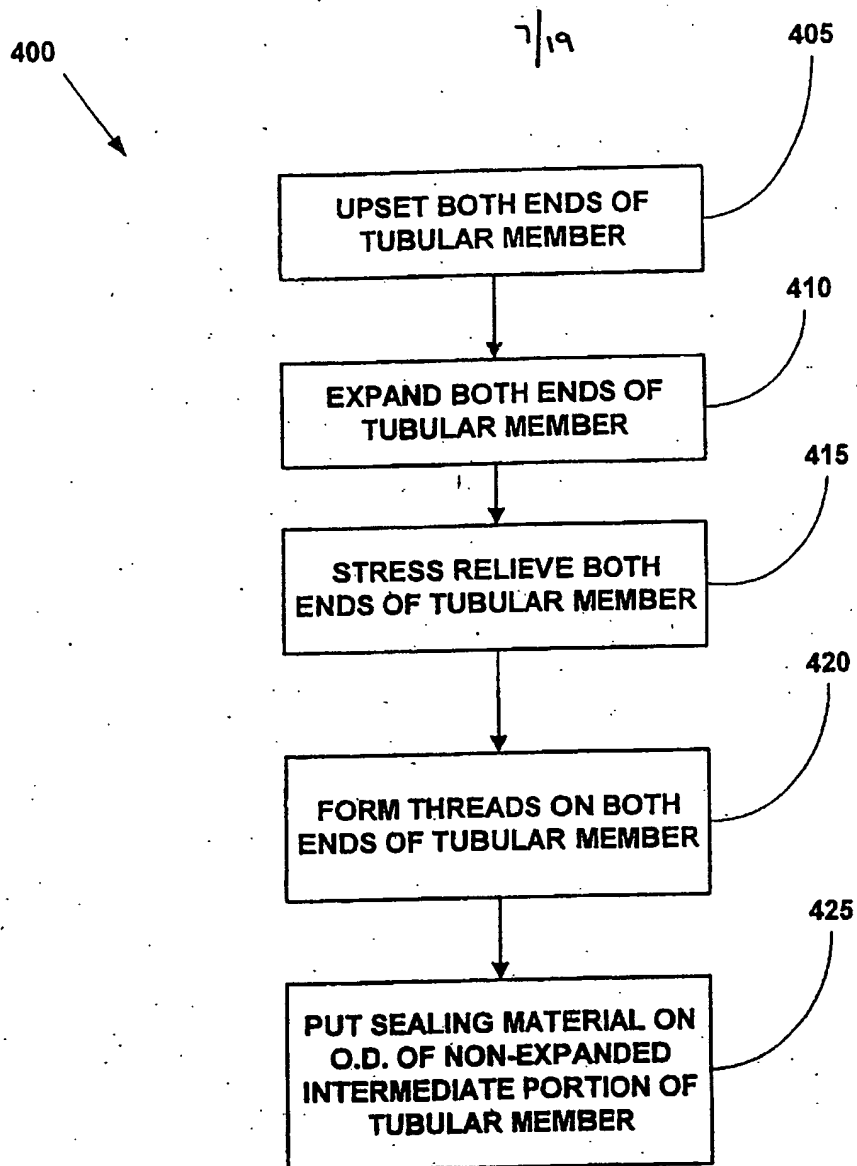 7/19
400
405
UPSET BOTH ENDS OF
TUBULAR MEMBER
410
EXPAND BOTH ENDS OF
TUBULAR MEMBER
415
STRESS RELIEVE BOTH
ENDS OF TUBULAR MEMBER
420
FORM THREADS ON BOTH
ENDS OF TUBULAR MEMBER
425
PUT SEALING MATERIAL ON
O.D. OF NON-EXPANDED
INTERMEDIATE PORTION OF
TUBULAR MEMBER